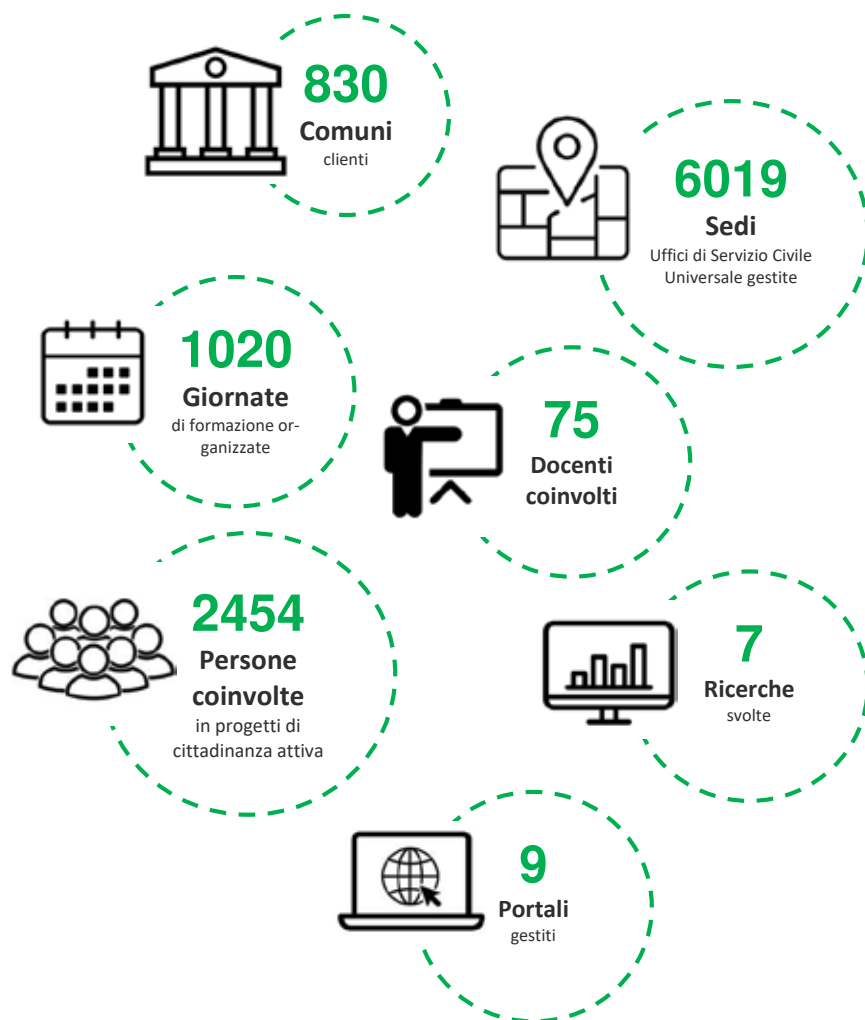 830
Comuni
clienti
6019
Sedi
Uffici di Servizio Civile
Universale gestite
1020
Giornate
di formazione or-
ganizzate
75
Docenti
coinvolti
2454
Persone
coinvolte
in progetti di
cittadinanza attiva
7
Ricerche
svolte
9
Portali
gestiti